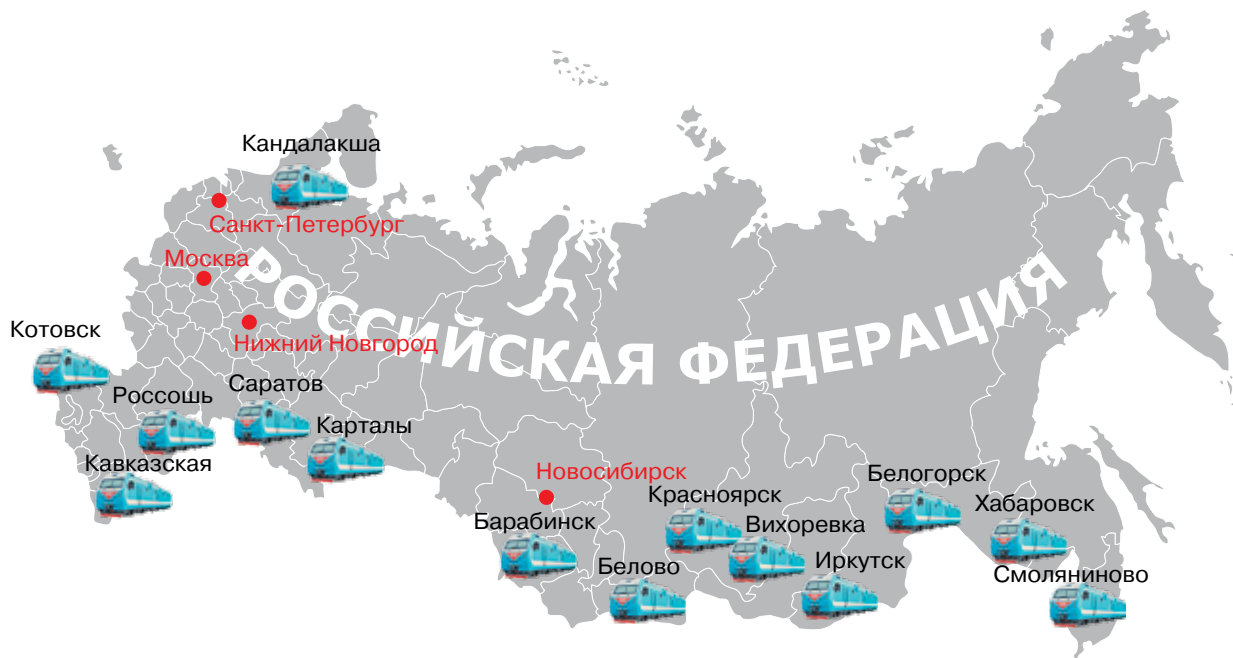 Кандалакша
Санкт-Петербург
Москва
РОССИЙСКАЯ ФЕДЕРАЦИЯ
Котовск
Нижний Новгород
Саратов
Россошь
Карталы
Кавказская
Новосибирск
Белогорск
Красноярск
Хабаровск
Барабинск
Вихоревка
Белово
Иркутск
Смоляниново